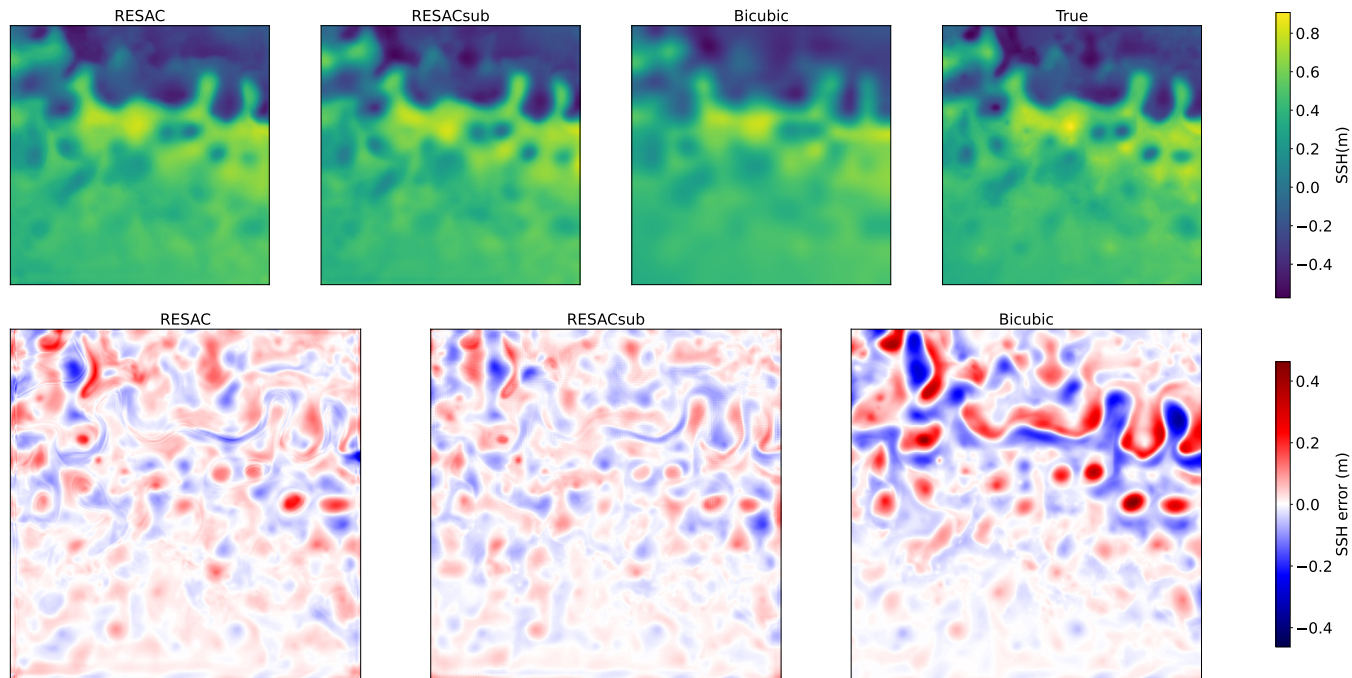 RESAC
RESACsub
Bicubic
True
0.8
0.6
0.4
0.2
0.0
−0.2
−0.4
SSH(m)
RESAC
RESACsub
Bicubic
0.4
0.2
0.0
−0.2
−0.4
SSH error (m)